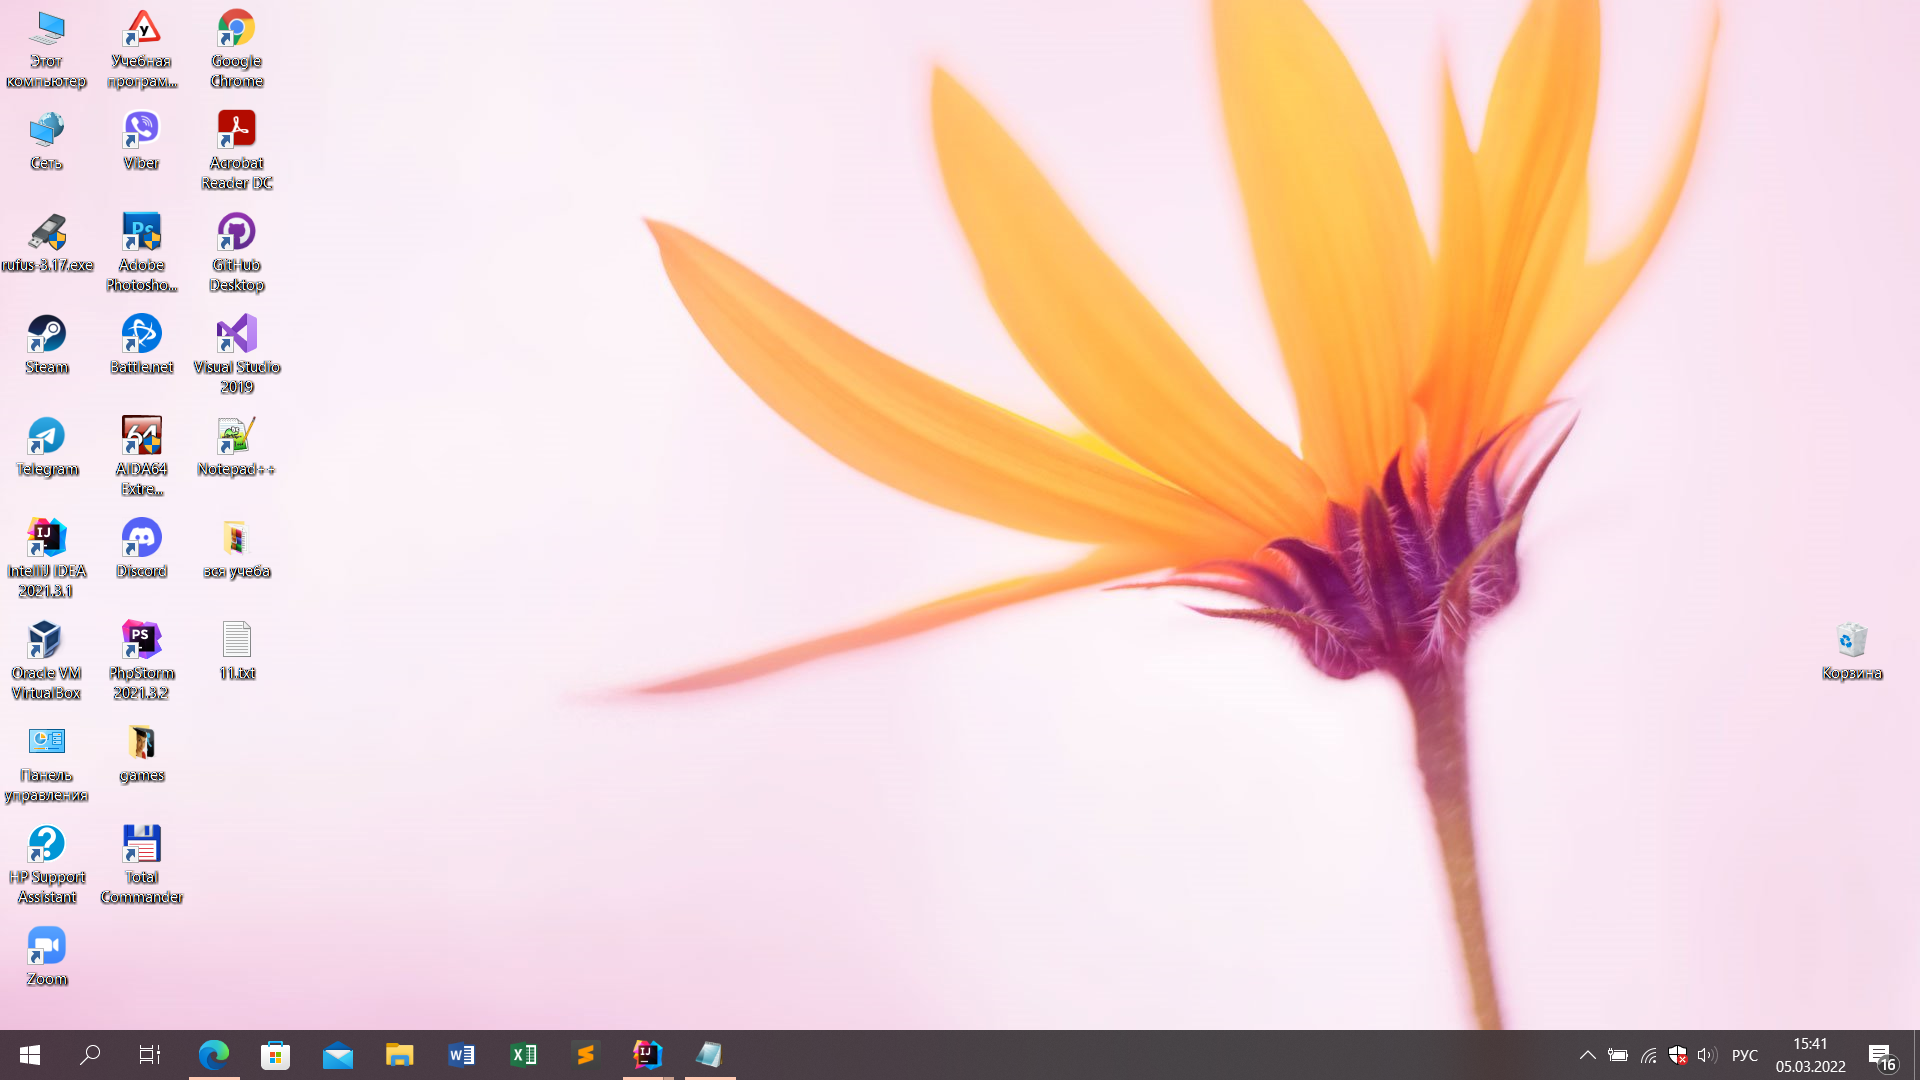 Этот
компьютер
Учебная
програм...
Google
Chrome
Сеть
Viber
Acrobat
Reader DC
rufus-3.17.exe
Adobe
Photosho...
GitHub
Desktop
Steam
Battle.net
Visual Studio
2019
Telegram
AIDA64
Extre...
Notepad++
IntelliJ IDEA
2021.3.1
Discord
вся учеба
Oracle VM
VirtualBox
PhpStorm
2021.3.2
11.txt
Панель
управления
games
HP Support
Assistant
Total
Commander
Zoom
Корзина
РУС
15:41
05.03.2022
16